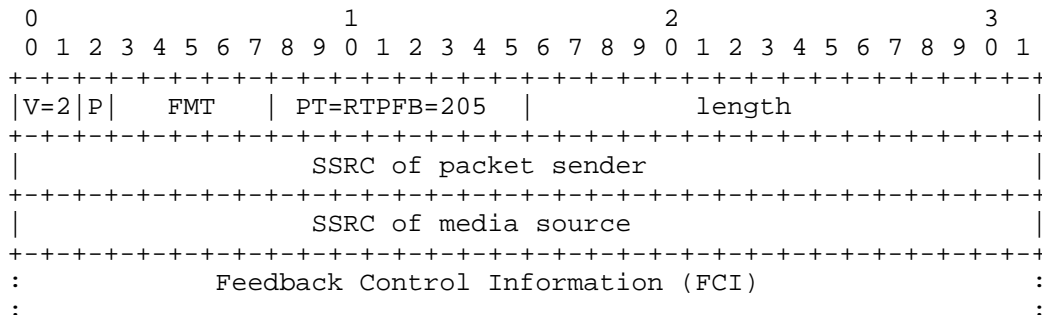 0                   1                   2                   3
 0 1 2 3 4 5 6 7 8 9 0 1 2 3 4 5 6 7 8 9 0 1 2 3 4 5 6 7 8 9 0 1
+-+-+-+-+-+-+-+-+-+-+-+-+-+-+-+-+-+-+-+-+-+-+-+-+-+-+-+-+-+-+-+-+
|V=2|P|   FMT   | PT=RTPFB=205  |          length               |
+-+-+-+-+-+-+-+-+-+-+-+-+-+-+-+-+-+-+-+-+-+-+-+-+-+-+-+-+-+-+-+-+
|                  SSRC of packet sender                        |
+-+-+-+-+-+-+-+-+-+-+-+-+-+-+-+-+-+-+-+-+-+-+-+-+-+-+-+-+-+-+-+-+
|                  SSRC of media source                         |
+-+-+-+-+-+-+-+-+-+-+-+-+-+-+-+-+-+-+-+-+-+-+-+-+-+-+-+-+-+-+-+-+
:            Feedback Control Information (FCI)                 :
:                                                               :